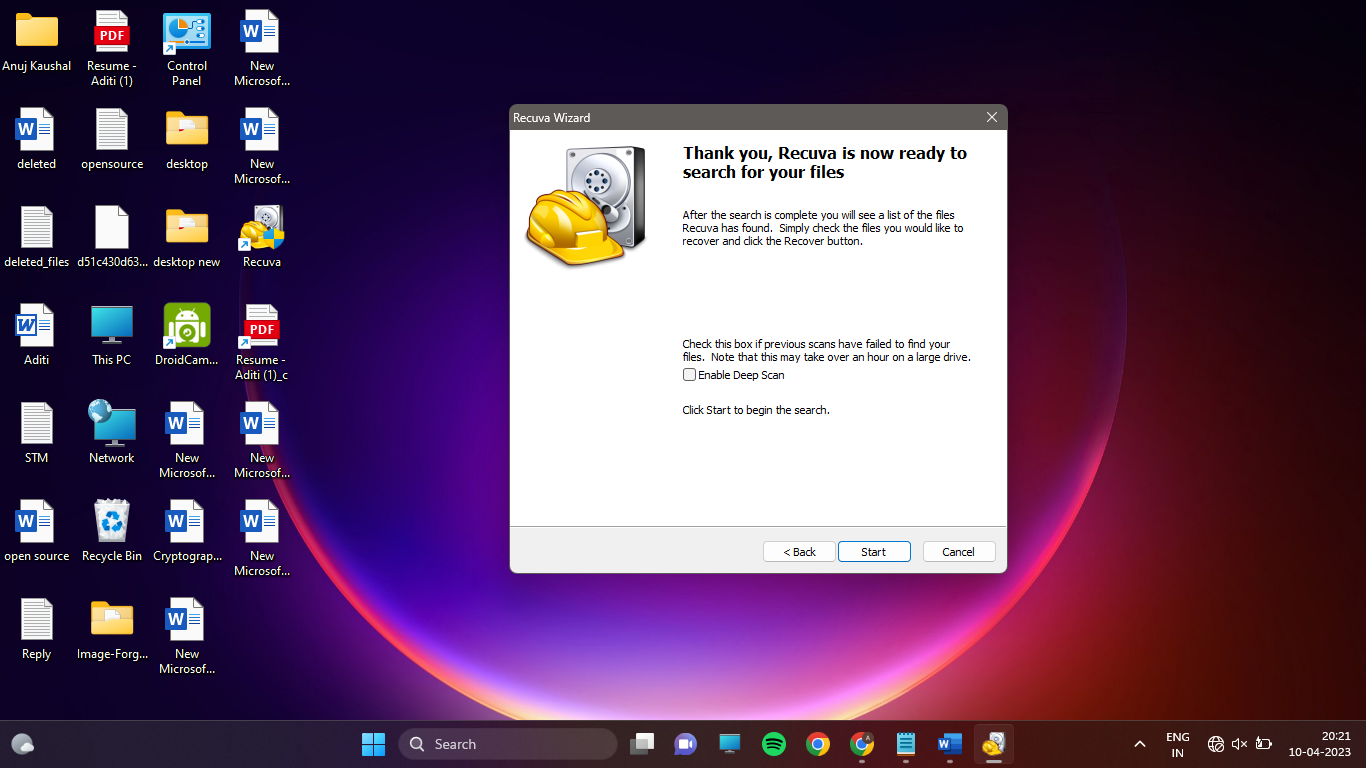 Anuj Kaushal
PDF
Resume -
Aditi (1)
Control
Panel
New
Microsof...
deleted
opensource
desktop
New
Microsof...
deleted_files
d51c430d63...
desktop new
Recuva
Aditi
This PC
DroidCam...
PDF
Resume -
Aditi (1)_c
STM
Network
New
Microsof...
New
Microsof...
open source
Recycle Bin
Cryptograp...
New
Microsof...
Reply
Image-Forg...
New
Microsof...
Recuva Wizard
Thank you, Recuva is now ready to
search for your files
After the search is complete you will see a list of the files
Recuva has found.  Simply check the files you would like to
recover and click the Recover button.
Check this box if previous scans have failed to find your
files.  Note that this may take over an hour on a large drive.
Enable Deep Scan
Click Start to begin the search.
< Back
Start
Cancel
Search
ENG
IN
20:21
10-04-2023